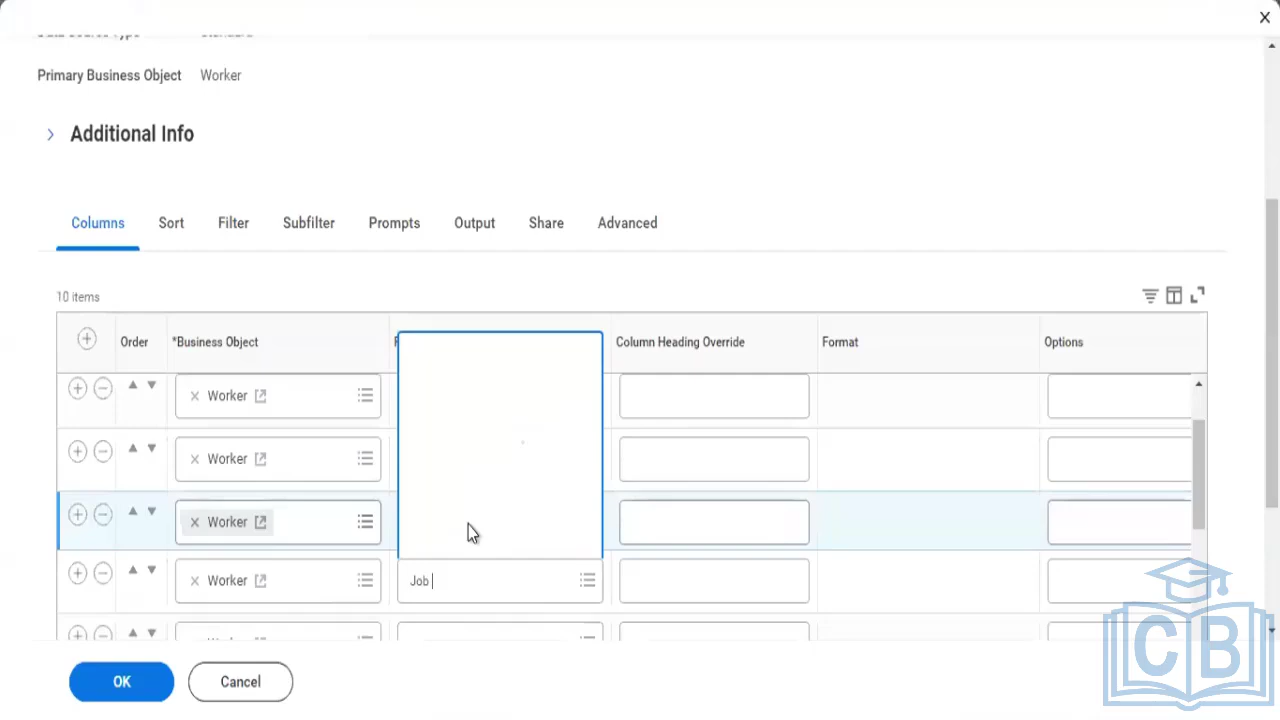 X
Primary Business Object Worker
Additional Info
Columns Sort Filter Subfilter Prompts Output Share Advanced
10 items
Order *Business Object Column Heading Override Format Options
Worker
Worker
Worker
Worker Job
OK Cancel
CB